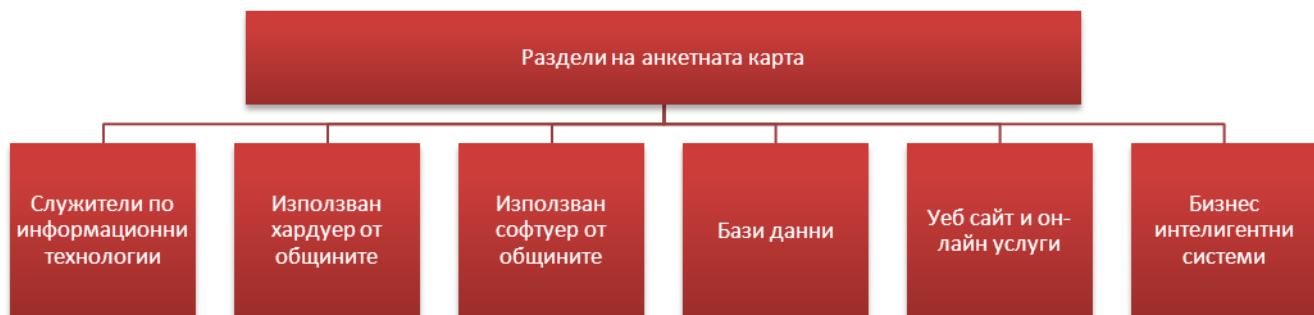 Раздели на анкетната карта
Служители по
информационни
технологии
Използван
хардуер от
общините
Използван
софтуер от
общините
Бази данни
Уеб сайт и он-
лайн услуги
Бизнес
интелигентни
системи